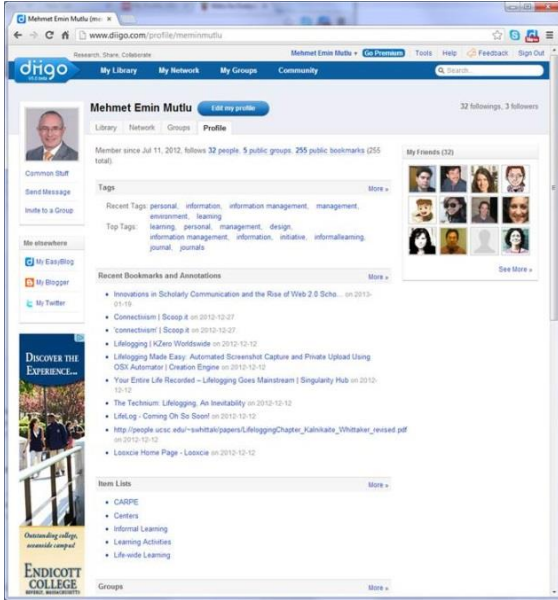 Mehmet Emin Mutlu (me
www.diigo.com/profile/meminmutlu
Research, Share, Collaborate
Mehmet Emin Mutlu
Go Premium
Tools
Help
Feedback
Sign Out
diigo
My Library
My Network
My Groups
Community
Search
Mehmet Emin Mutlu
Edit my profile
32 followings, 3 followers
Library
Network
Groups
Profile
Member since Jul 11, 2012, follows 32 people, 5 public groups, 255 public bookmarks (255
total).
My Friends (32)
Common Stuff
Send Message
Invite to a Group
Tags
More »
Recent Tags: personal, information, information management, management,
environment, learning
Top Tags: learning, personal, management, design,
information management, information, initiative, informallearning,
journal, journals
Me elsewhere
My EasyBlog
My Blogger
My Twitter
See More »
Recent Bookmarks and Annotations
More »
Innovations in Scholarly Communication and the Rise of Web 2.0 Scho... on 2013-
01-19
Connectivism | Scoop.it on 2012-12-27
'connectivism' | Scoop.it on 2012-12-27
Lifelogging | KZero Worldwide on 2012-12-12
Lifelogging Made Easy: Automated Screenshot Capture and Private Upload Using
OSX Automator | Creation Engine on 2012-12-12
Your Entire Life Recorded – Lifelogging Goes Mainstream | Singularity Hub on 2012-
12-12
The Technium: Lifelogging, An Inevitability on 2012-12-12
LifeLog - Coming Oh So Soon! on 2012-12-12
http://people.ucsc.edu/~swhittak/papers/LifeloggingChapter_Kalnikaite_Whittaker_revised.pdf
on 2012-12-12
Looxcie Home Page - Looxcie on 2012-12-12
Item Lists
More »
CARPE
Centers
Informal Learning
Learning Activities
Life-wide Learning
Groups
More »
DISCOVER THE
EXPERIENCE...
Outstanding college,
oceanside campus!
ENDICOTT
COLLEGE
BEVERLY, MASSACHUSETTS